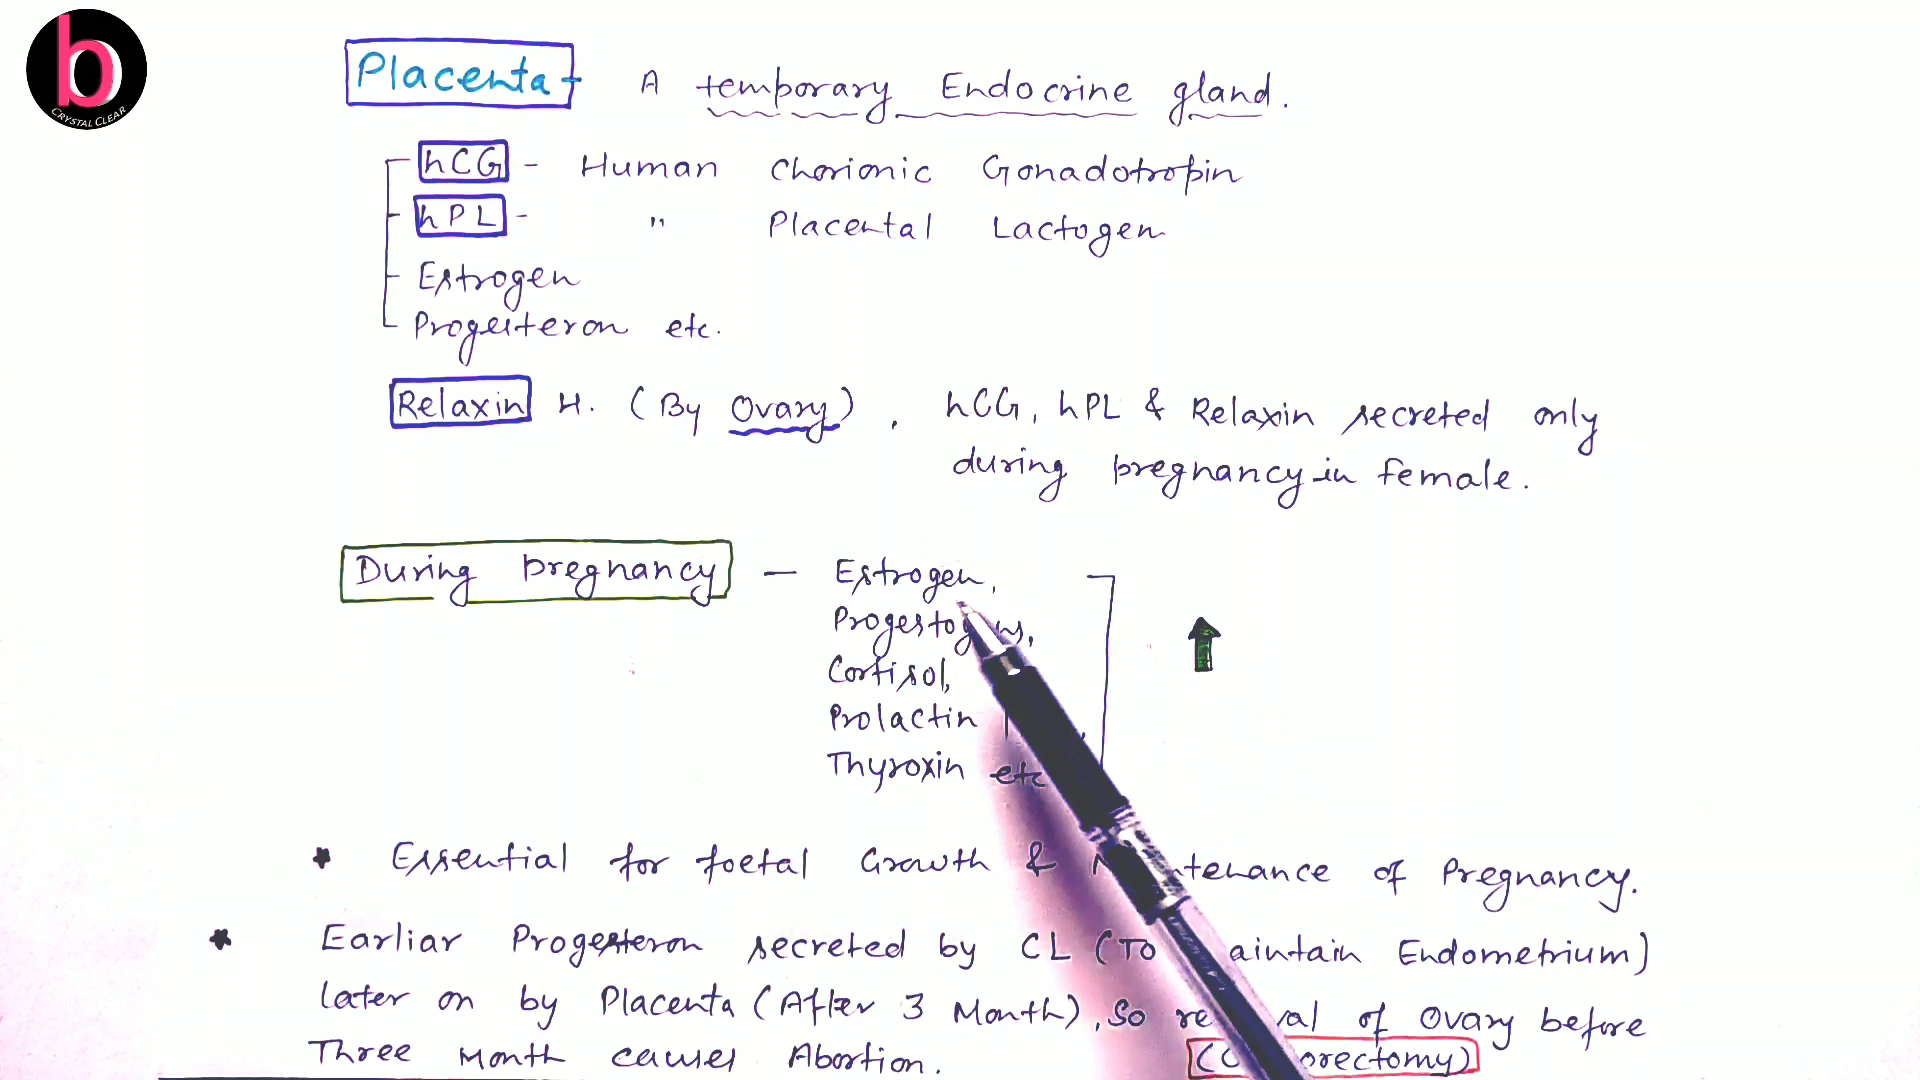 b
CRYSTAL CLEAR
Placenta - A temporary Endocrine gland.
hCG - Human Chorionic Gonadotropin
hPL - " Placental Lactogen
Estrogen
Progesteron etc.
Relaxin H. (By Ovary), hCG, hPL & Relaxin secreted only
during pregnancy in female.
During pregnancy — Estrogen, ↑
Cortisol,
Prolactin
Thyroxin etc
★ Essential for foetal Growth & of Pregnancy.
★ Earliar Progesteron secreted by CL (To Endometrium)
later on by Placenta (After 3 Month), So of Ovary before
Three Month causes Abortion.